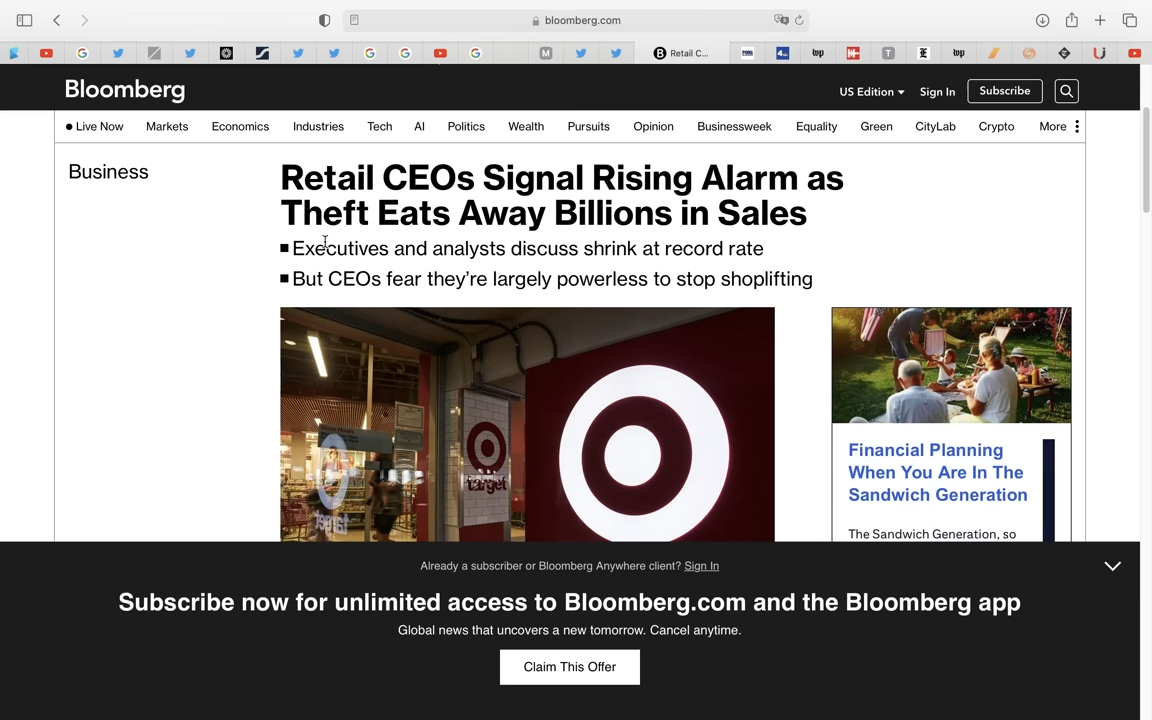 bloomberg.com
M
B Retail C...
4
wp
T
wp
Bloomberg
US Edition
Sign In
Subscribe
Live Now Markets Economics Industries Tech AI Politics Wealth Pursuits Opinion Businessweek Equality Green CityLab Crypto More
Business
Retail CEOs Signal Rising Alarm as
Theft Eats Away Billions in Sales
Executives and analysts discuss shrink at record rate
But CEOs fear they're largely powerless to stop shoplifting
target
Financial Planning
When You Are In The
Sandwich Generation
The Sandwich Generation, so
Already a subscriber or Bloomberg Anywhere client? Sign In
Subscribe now for unlimited access to Bloomberg.com and the Bloomberg app
Global news that uncovers a new tomorrow. Cancel anytime.
Claim This Offer